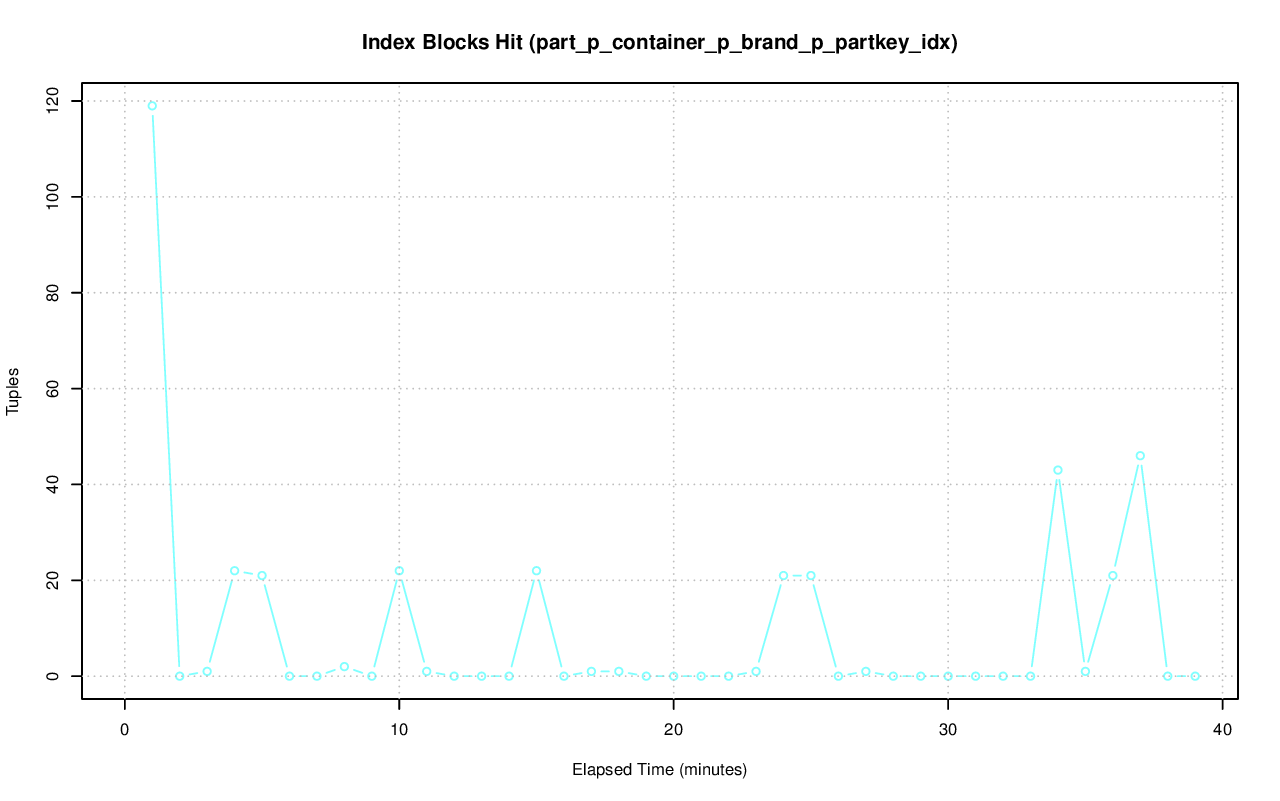 Index Blocks Hit (part_p_container_p_brand_p_partkey_idx)
120
100
80
60
40
20
0
Tuples
0 10 20 30 40
Elapsed Time (minutes)